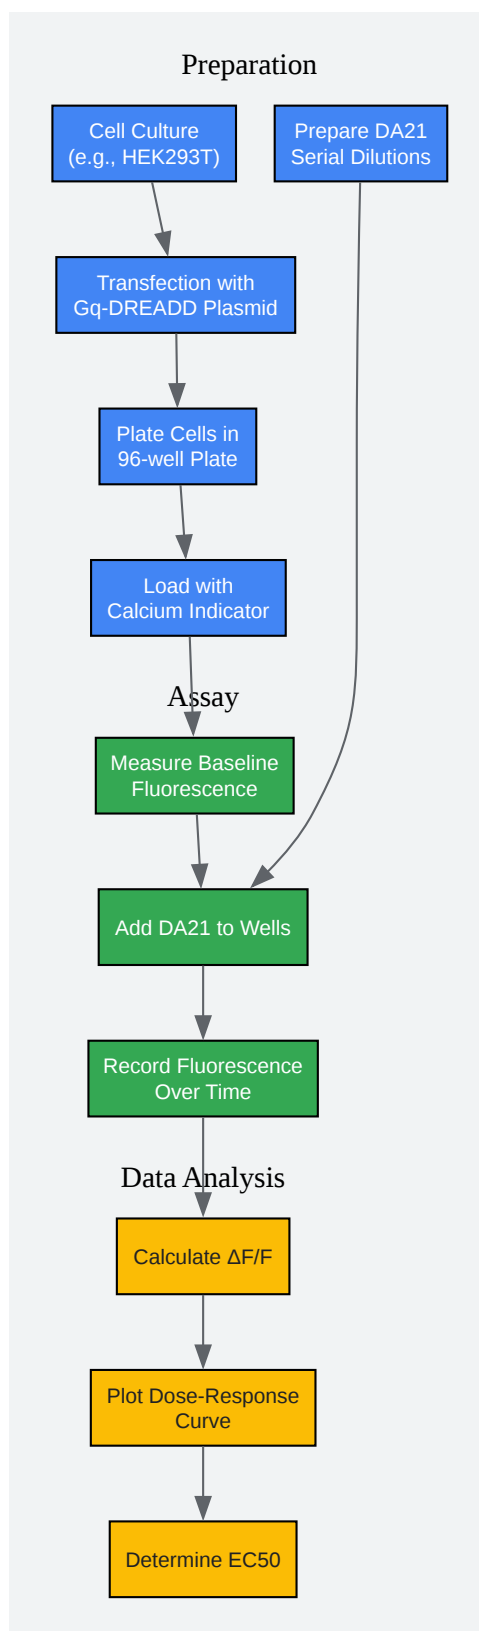 Preparation
Cell Culture
(e.g., HEK293T)
Prepare DA21
Serial Dilutions
Transfection with
Gq-DREADD Plasmid
Plate Cells in
96-well Plate
Load with
Calcium Indicator
Assay
Measure Baseline
Fluorescence
Add DA21 to Wells
Record Fluorescence
Over Time
Data Analysis
Calculate ΔF/F
Plot Dose-Response
Curve
Determine EC50